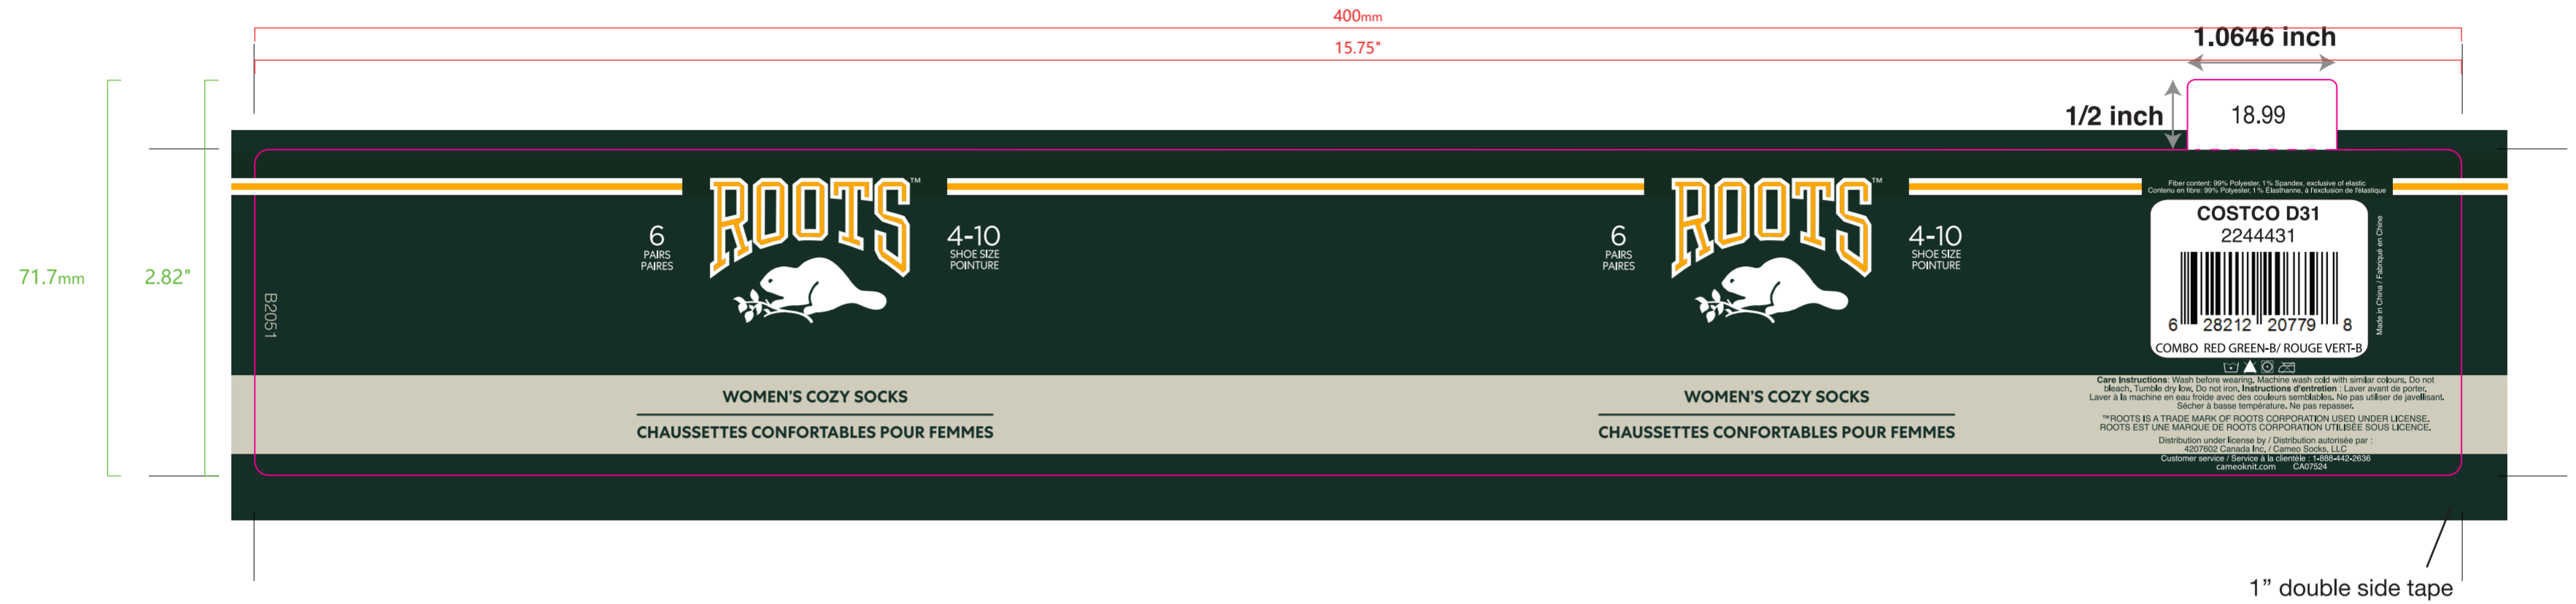 400mm
15.75"
1.0646 inch
1/2 inch
18.99
71.7mm
2.82"
B2051
6
PAIRS
PAIRES
ROOTS™
4-10
SHOE SIZE
POINTURE
WOMEN'S COZY SOCKS
CHAUSSETTES CONFORTABLES POUR FEMMES
6
PAIRS
PAIRES
ROOTS™
4-10
SHOE SIZE
POINTURE
WOMEN'S COZY SOCKS
CHAUSSETTES CONFORTABLES POUR FEMMES
Fiber content: 99% Polyester, 1% Spandex, exclusive of elastic
Contenu en fibre: 99% Polyester, 1% Élasthanne, à l'exclusion de l'élastique
COSTCO D31
2244431
6 28212 20779 8
COMBO RED GREEN-B/ ROUGE VERT-B
Made in China / Fabriqué en Chine
Care Instructions: Wash before wearing, Machine wash cold with similar colours, Do not
bleach, Tumble dry low, Do not iron, Instructions d'entretien : Laver avant de porter,
Laver à la machine en eau froide avec des couleurs semblables. Ne pas utiliser de javellisant.
Sécher à basse température. Ne pas repasser.
™ROOTS IS A TRADE MARK OF ROOTS CORPORATION USED UNDER LICENSE.
ROOTS EST UNE MARQUE DE ROOTS CORPORATION UTILISÉE SOUS LICENCE.
Distribution under license by / Distribution autorisée par :
4207602 Canada Inc, / Cameo Socks, LLC
Customer service / Service à la clientèle : 1-888-442-2636
cameoknit.com CA07524
1” double side tape